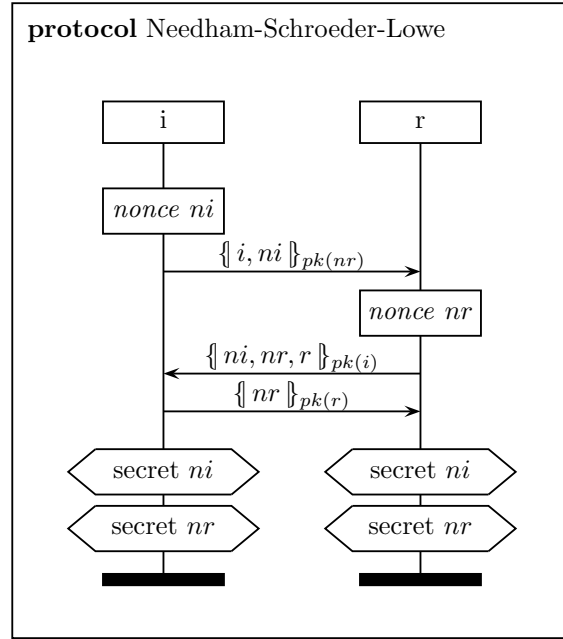 protocol Needham-Schroeder-Lowe
i r
nonce ni
{| i, ni |}pk(nr)
nonce nr
{| ni, nr, r |}pk(i)
{| nr |}pk(r)
secret ni secret ni
secret nr secret nr